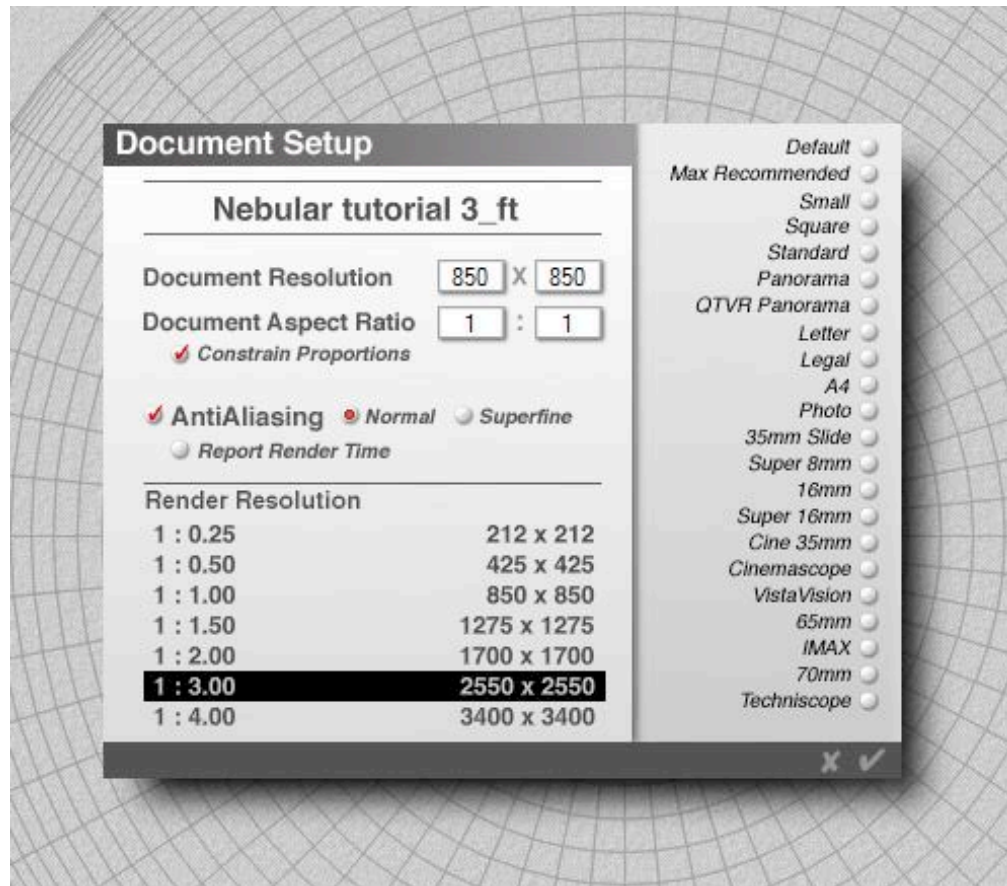 Document Setup
Nebular tutorial 3_ft
Document Resolution 850 X 850
Document Aspect Ratio 1 : 1
Constrain Proportions
AntiAliasing Normal Superfine
Report Render Time
Render Resolution
1 : 0.25 212 x 212
1 : 0.50 425 x 425
1 : 1.00 850 x 850
1 : 1.50 1275 x 1275
1 : 2.00 1700 x 1700
1 : 3.00 2550 x 2550
1 : 4.00 3400 x 3400
Default
Max Recommended
Small
Square
Standard
Panorama
QTVR Panorama
Letter
Legal
A4
Photo
35mm Slide
Super 8mm
16mm
Super 16mm
Cine 35mm
Cinemascope
VistaVision
65mm
IMAX
70mm
Techniscope